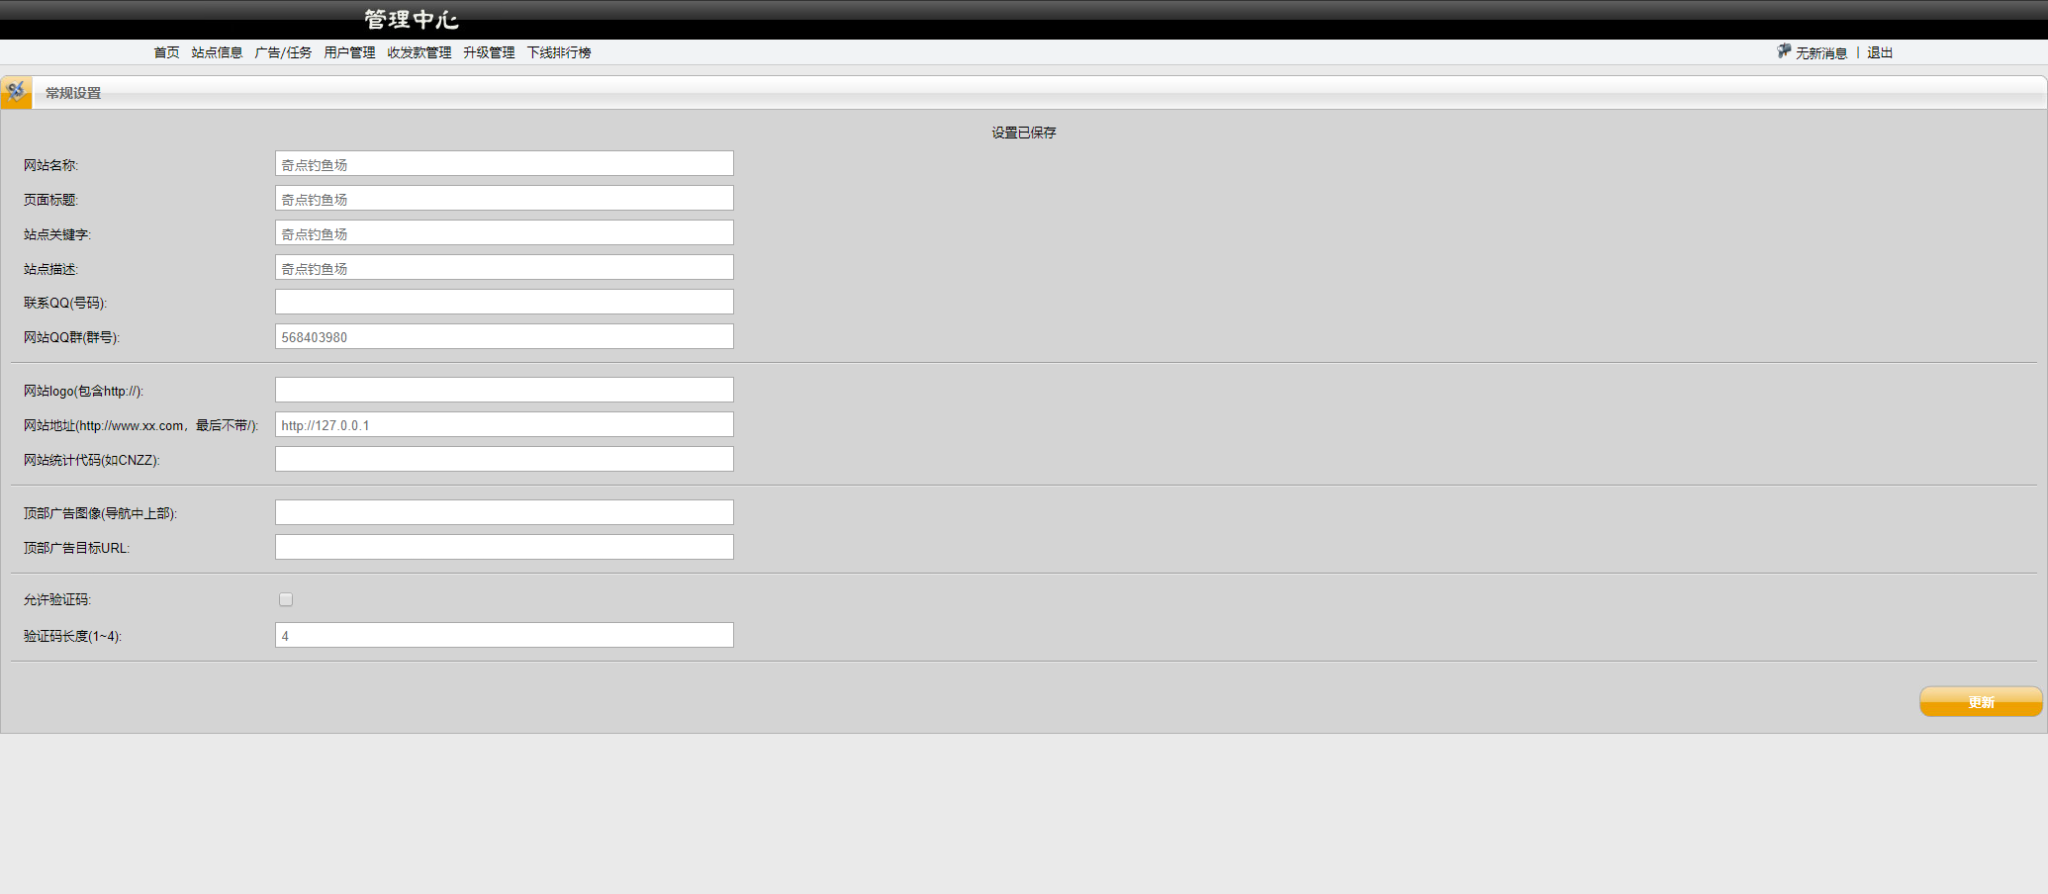 管理中心
首页 站点信息 广告/任务 用户管理 收发款管理 升级管理 下线排行榜 无新消息 | 退出
常规设置
设置已保存
网站名称: 奇点钓鱼场
页面标题: 奇点钓鱼场
站点关键字: 奇点钓鱼场
站点描述: 奇点钓鱼场
联系QQ(号码):
网站QQ群(群号): 568403980
网站logo(包含http://):
网站地址(http://www.xx.com，最后不带/): http://127.0.0.1
网站统计代码(如CNZZ):
顶部广告图像(导航中上部):
顶部广告目标URL:
允许验证码:
验证码长度(1~4): 4
更新